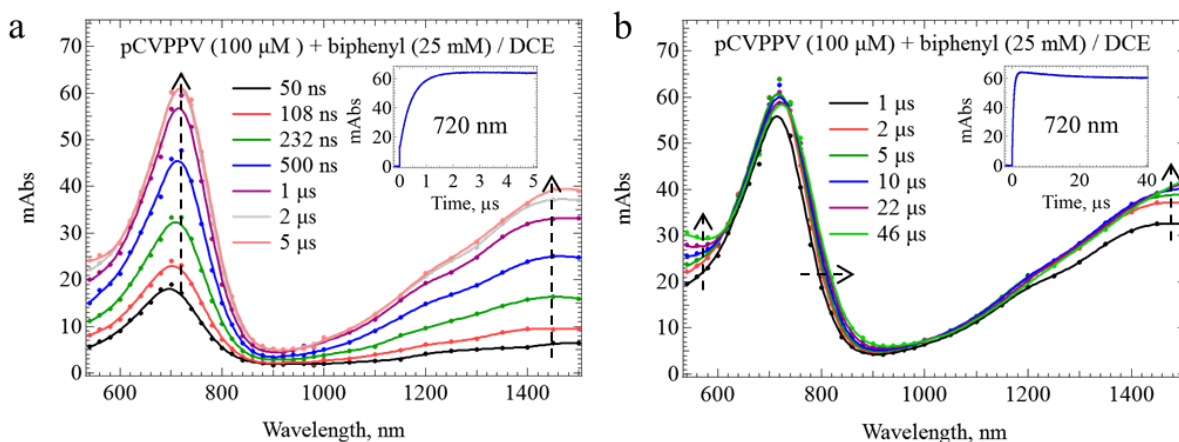 a
pCVPPV (100 μM ) + biphenyl (25 mM) / DCE
mAbs
70
60
50
40
30
20
10
0
50 ns
108 ns
232 ns
500 ns
1 μs
2 μs
5 μs
mAbs
60
40
20
0
720 nm
0 1 2 3 4 5
Time, μs
600 800 1000 1200 1400
Wavelength, nm
b
pCVPPV (100 μM) + biphenyl (25 mM) / DCE
mAbs
70
60
50
40
30
20
10
0
1 μs
2 μs
5 μs
10 μs
22 μs
46 μs
mAbs
60
40
20
0
720 nm
0 20 40
Time, μs
600 800 1000 1200 1400
Wavelength, nm